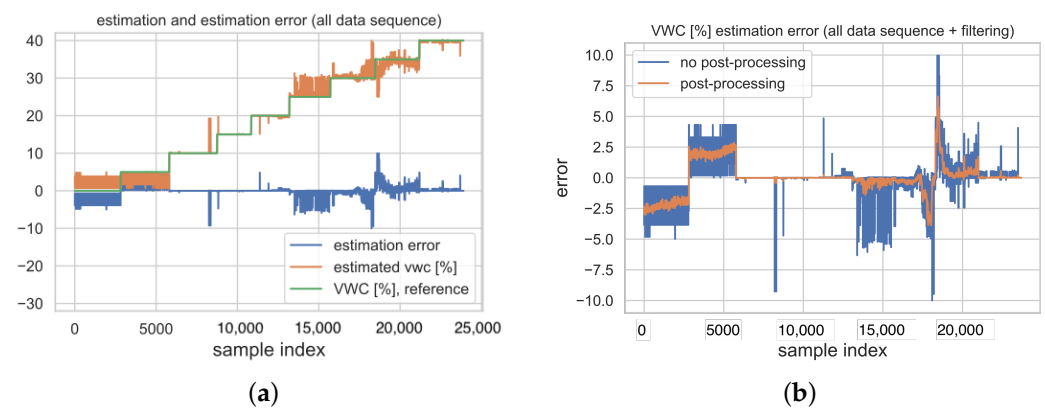 estimation and estimation error (all data sequence)
40
30
20
10
0
−10
−20
−30
estimation error
estimated vwc [%]
VWC [%], reference
0
5000
10,000
15,000
20,000
25,000
sample index
(a)
VWC [%] estimation error (all data sequence + filtering)
10.0
7.5
5.0
2.5
0.0
−2.5
−5.0
−7.5
−10.0
error
no post-processing
post-processing
0
5000
10,000
15,000
20,000
sample index
(b)